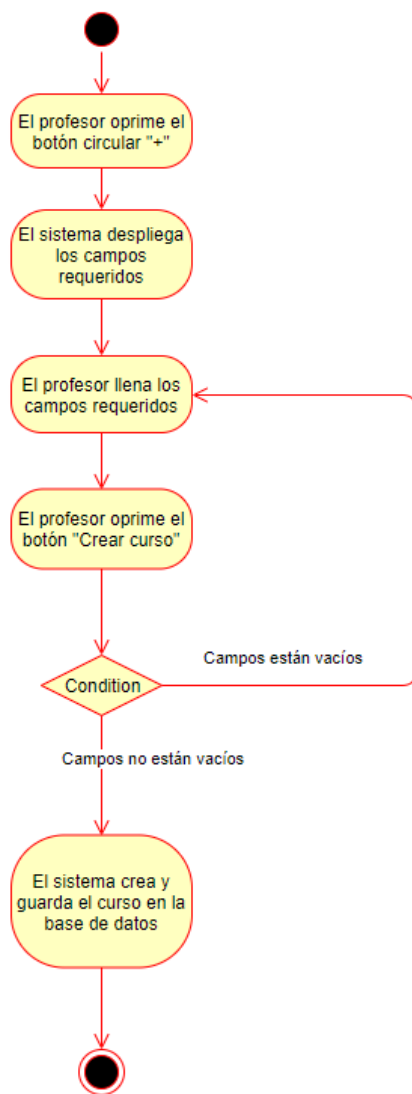 El profesor oprime el
botón circular "+"
El sistema despliega
los campos
requeridos
El profesor llena los
campos requeridos
El profesor oprime el
botón "Crear curso"
Campos están vacíos
Condition
Campos no están vacíos
El sistema crea y
guarda el curso en la
base de datos